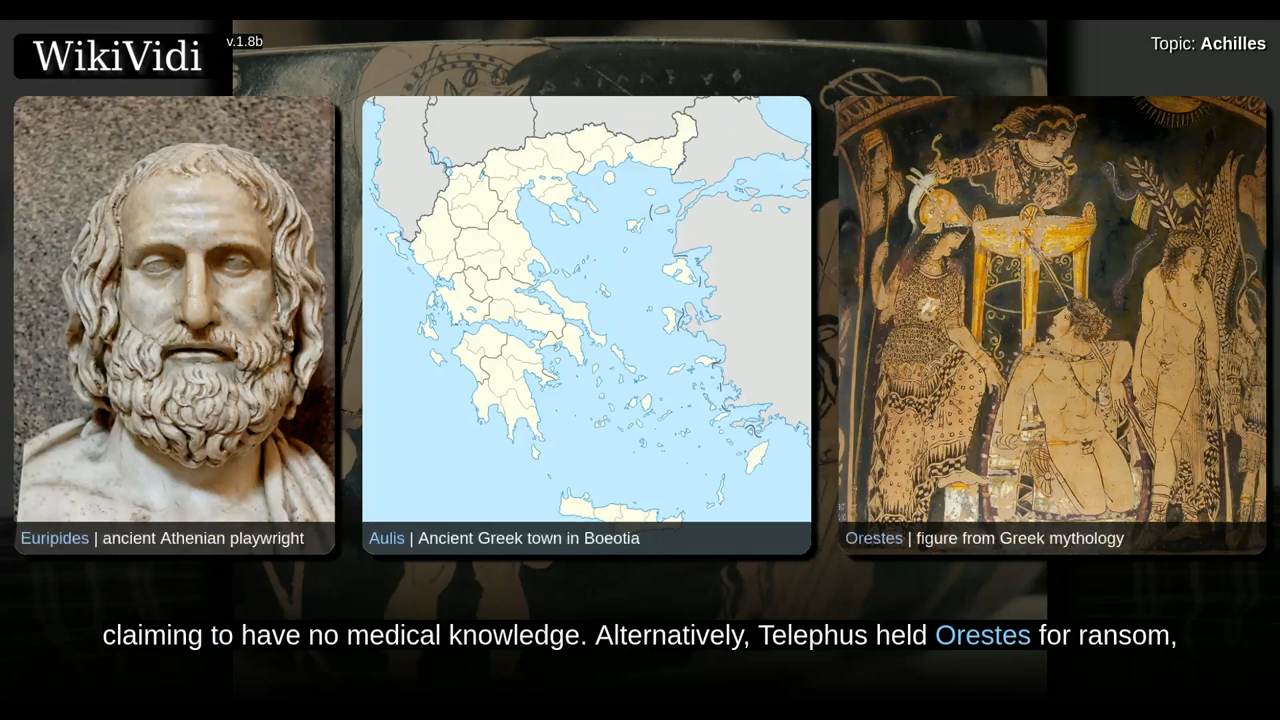 WikiVidi
v.1.8b
Topic: Achilles
Euripides | ancient Athenian playwright
Aulis | Ancient Greek town in Boeotia
Orestes | figure from Greek mythology
claiming to have no medical knowledge. Alternatively, Telephus held Orestes for ransom,